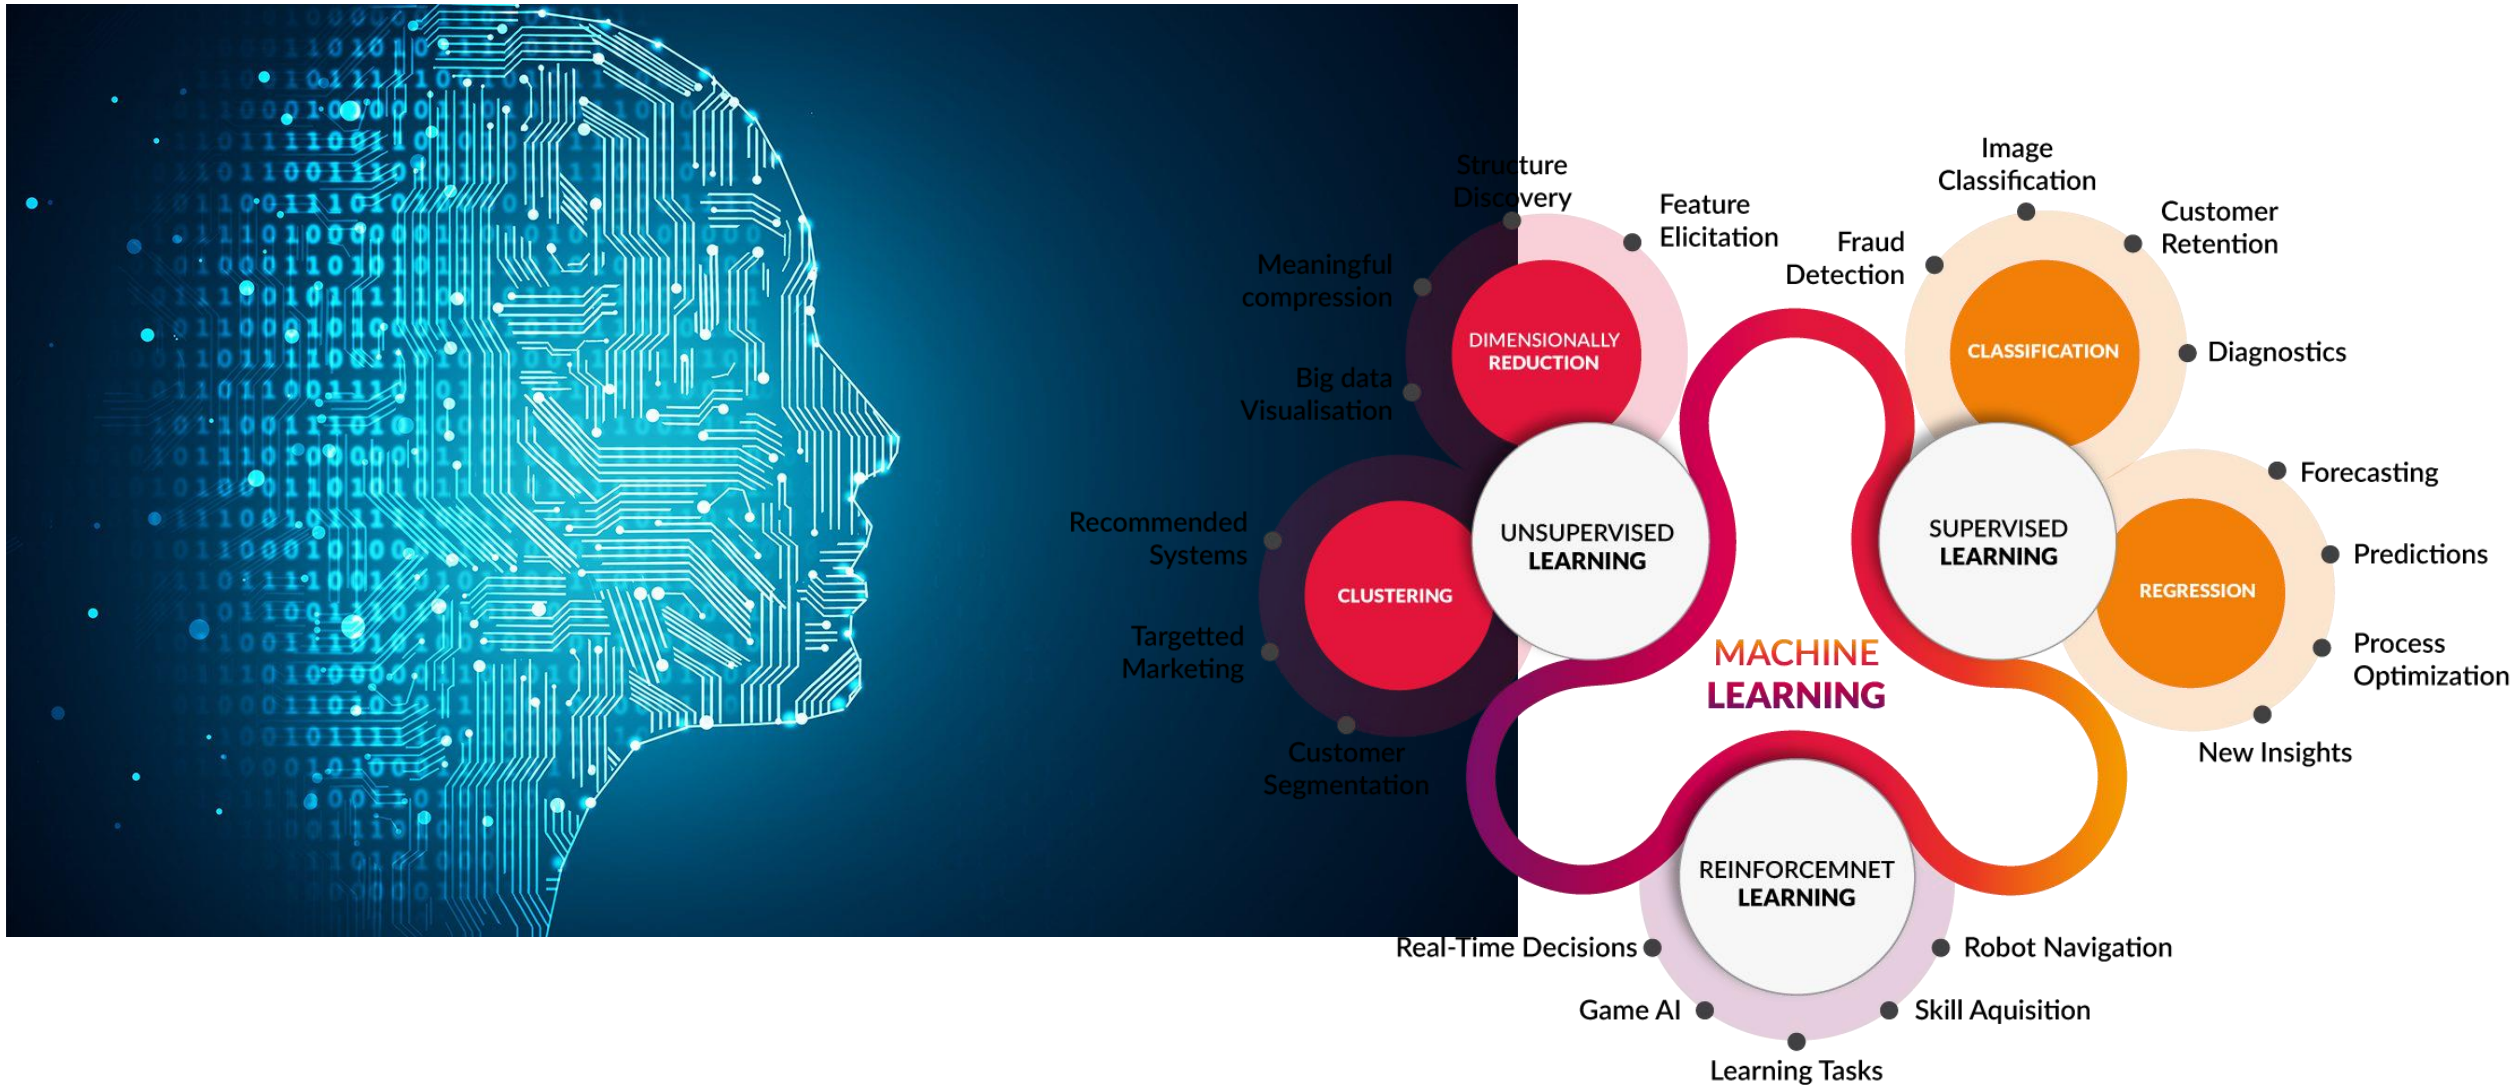 Structure
Discovery
Feature
Elicitation
Meaningful
compression
Big data
Visualisation
DIMENSIONALLY
REDUCTION
Recommended
Systems
Targetted
Marketing
Customer
Segmentation
CLUSTERING
UNSUPERVISED
LEARNING
Image
Classification
Customer
Retention
Fraud
Detection
Diagnostics
CLASSIFICATION
SUPERVISED
LEARNING
Forecasting
Predictions
Process
Optimization
New Insights
REGRESSION
MACHINE
LEARNING
REINFORCEMNET
LEARNING
Real-Time Decisions
Robot Navigation
Game AI
Skill Aquisition
Learning Tasks